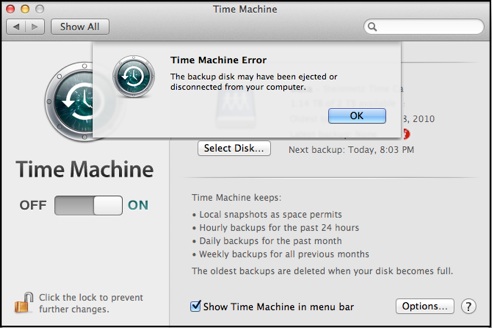 Time Machine
Show All
Time Machine Error
The backup disk may have been ejected or
disconnected from your computer.
OK
8, 2010
Select Disk...
Next backup: Today, 8:03 PM
Time Machine
OFF
ON
Time Machine keeps:
• Local snapshots as space permits
• Hourly backups for the past 24 hours
• Daily backups for the past month
• Weekly backups for all previous months
The oldest backups are deleted when your disk becomes full.
Click the lock to prevent
further changes.
Show Time Machine in menu bar
Options...
?